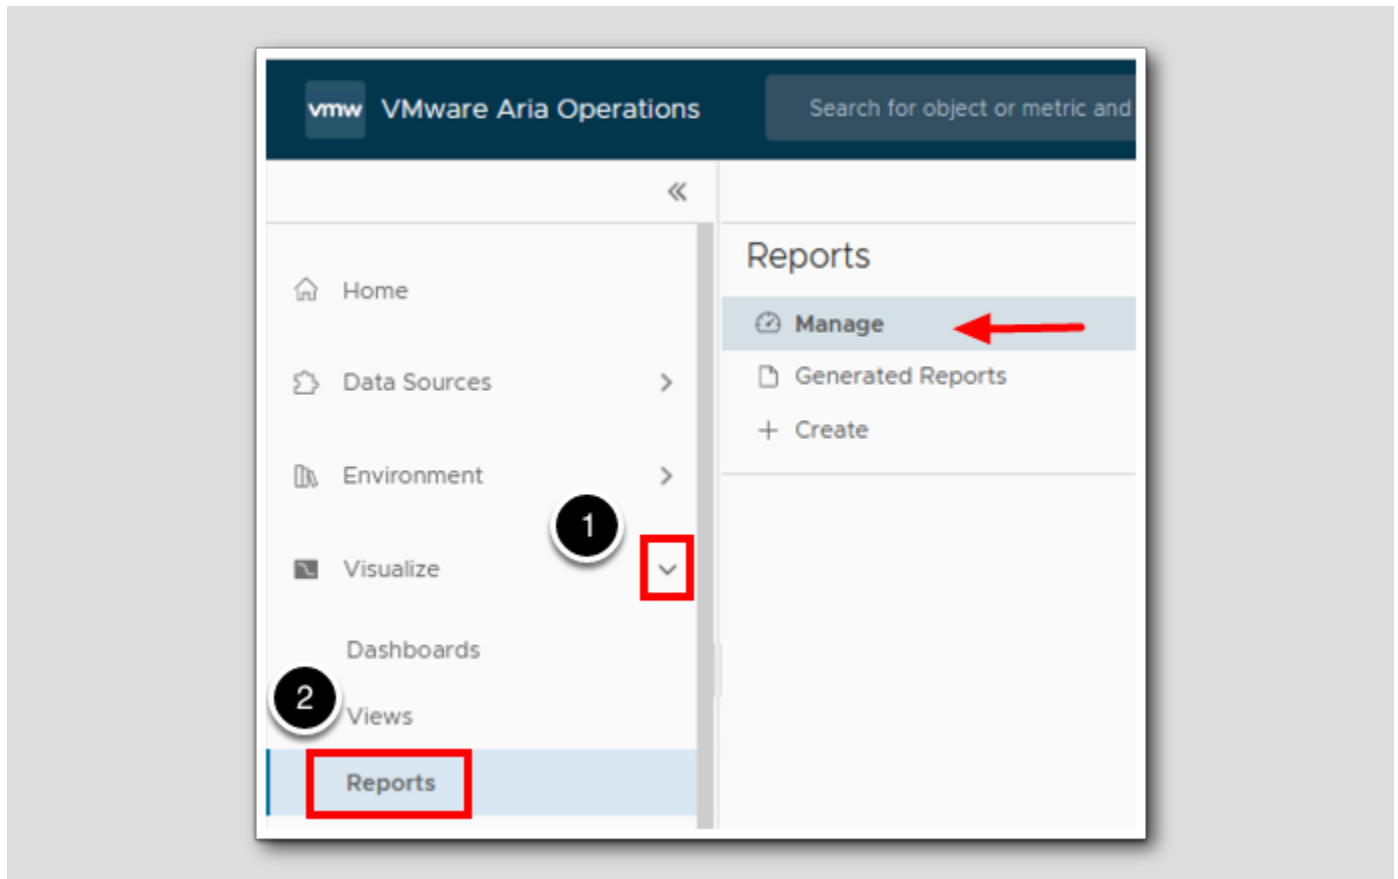 vmw VMware Aria Operations
Search for object or metric and
Home
Data Sources
Environment
1
Visualize
Dashboards
2
Views
Reports
Reports
Manage
Generated Reports
Create